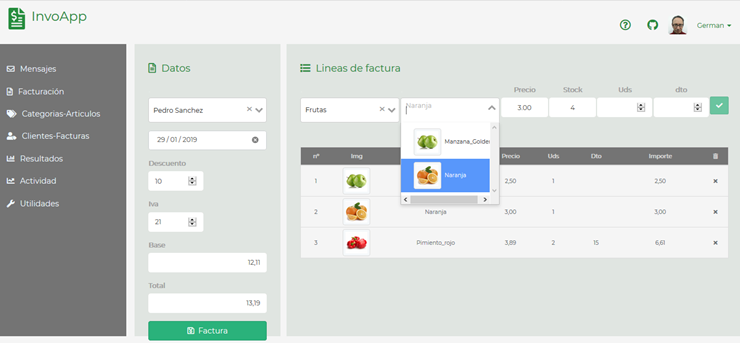 InvoApp
German
Mensajes
Facturación
Categorias-Articulos
Clientes-Facturas
Resultados
Actividad
Utilidades
Datos
Pedro Sanchez
29 / 01 / 2019
Descuento
10
Iva
21
Base
12,11
Total
13,19
Factura
Lineas de factura
Precio Stock Uds dto
Frutas Naranja 3.00 4
Manzana_Golden
Naranja
nº Img Precio Uds Dto Importe
1 2,50 1 2,50
2 Naranja 3,00 1 3,00
3 Pimiento_rojo 3,89 2 15 6,61